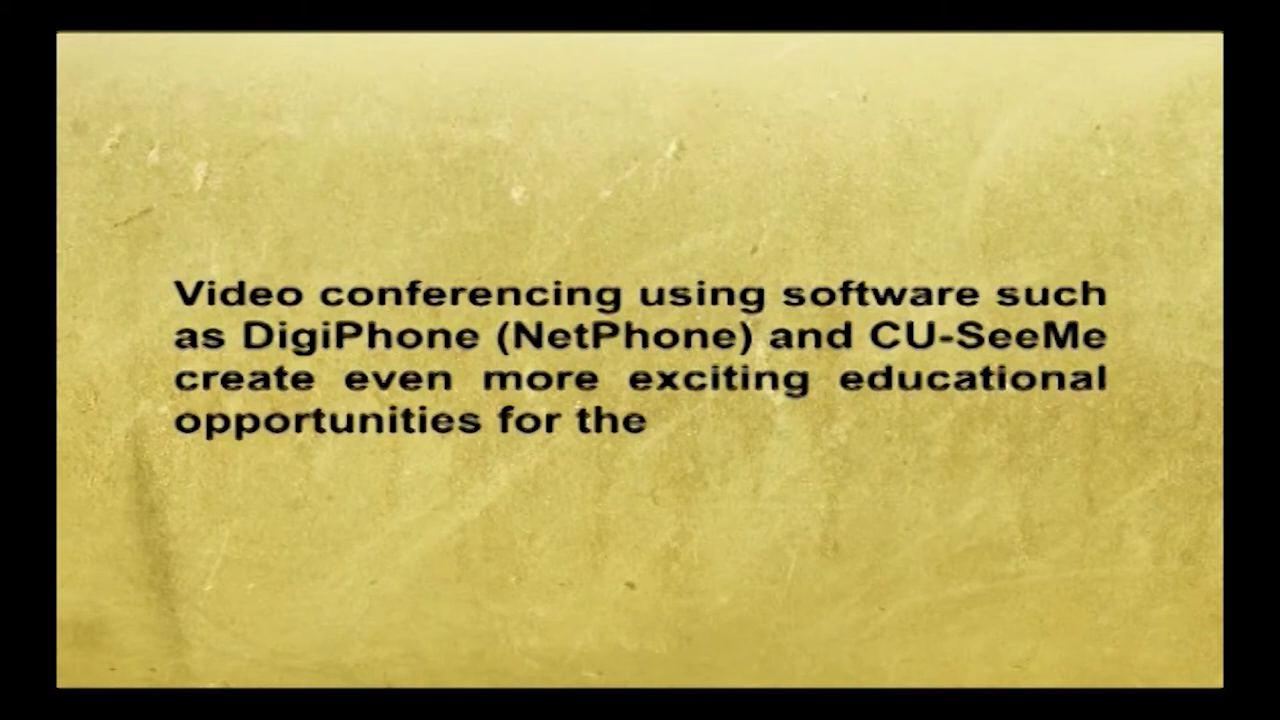 Video conferencing using software such
as DigiPhone (NetPhone) and CU-SeeMe
create even more exciting educational
opportunities for the